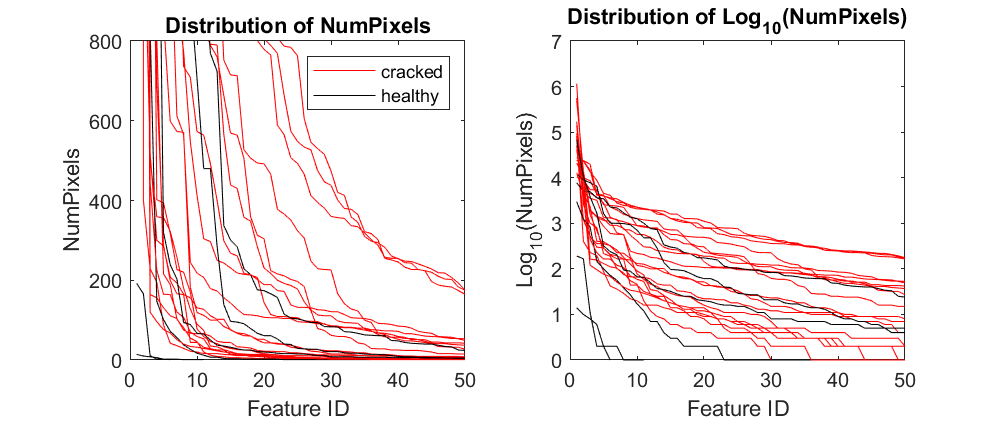 Distribution of NumPixels
800
600
400
200
0
0 10 20 30 40 50
NumPixels
Feature ID
cracked
healthy
Distribution of Log10(NumPixels)
7
6
5
4
3
2
1
0
0 10 20 30 40 50
Log10(NumPixels)
Feature ID